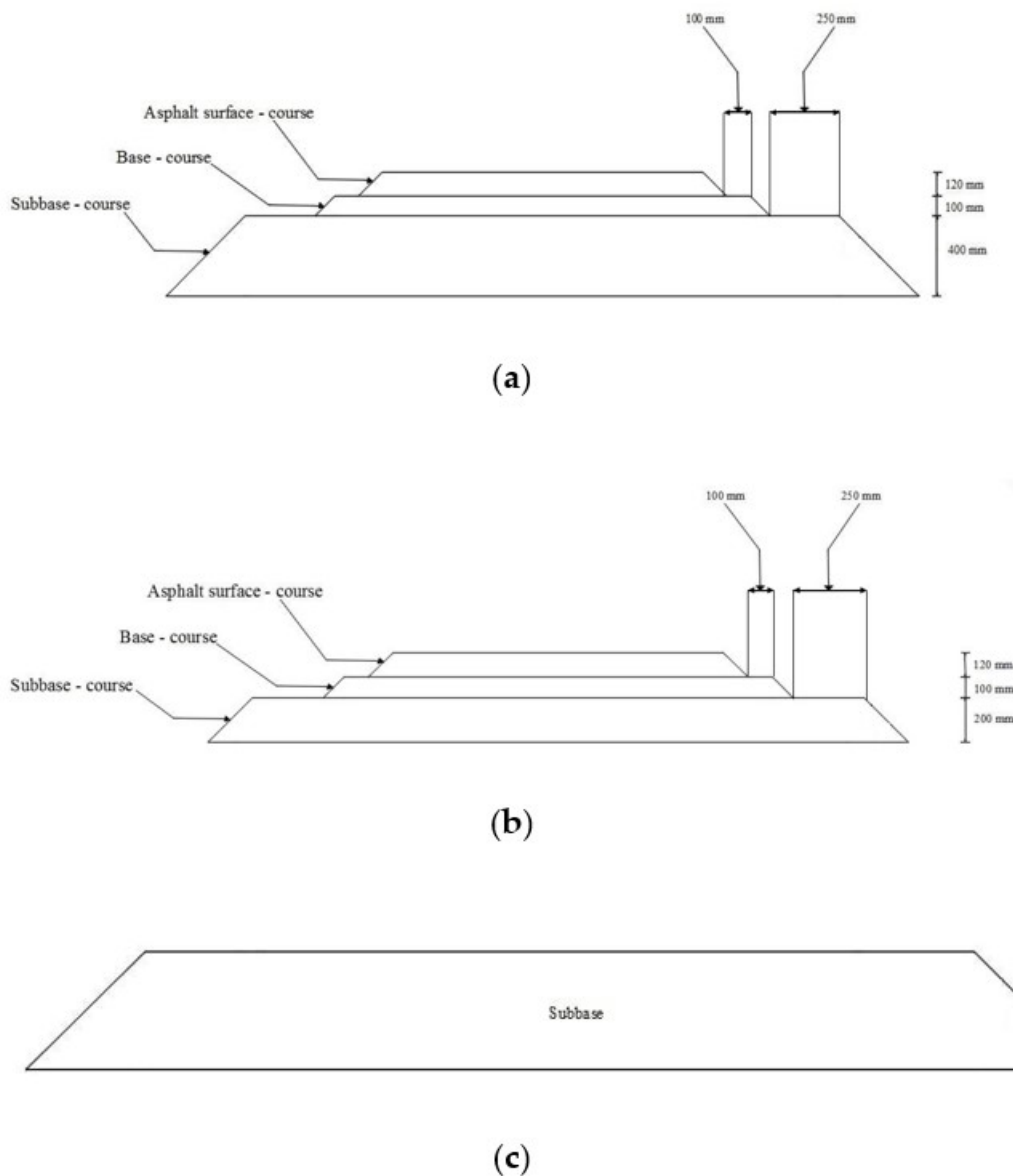 100 mm
250 mm
Asphalt surface - course
Base - course
Subbase - course
120 mm
100 mm
400 mm
(a)
100 mm
250 mm
Asphalt surface - course
Base - course
Subbase - course
120 mm
100 mm
200 mm
(b)
Subbase
(c)